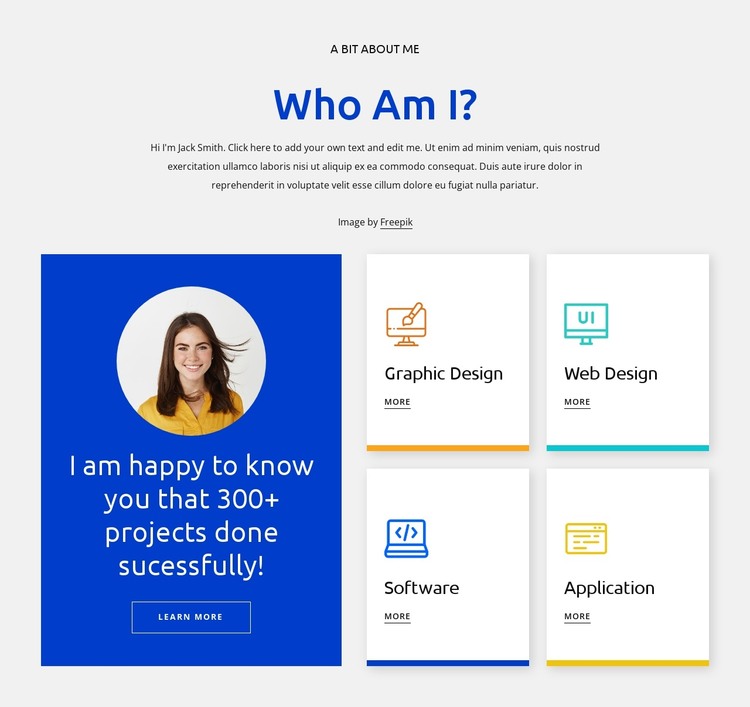 A BIT ABOUT ME
Who Am I?
Hi I'm Jack Smith. Click here to add your own text and edit me. Ut enim ad minim veniam, quis nostrud
exercitation ullamco laboris nisi ut aliquip ex ea commodo consequat. Duis aute irure dolor in
reprehenderit in voluptate velit esse cillum dolore eu fugiat nulla pariatur.
Image by Freepik
I am happy to know
you that 300+
projects done
sucessfully!
LEARN MORE
UI
Graphic Design
MORE
Web Design
MORE
</>
Software
MORE
Application
MORE